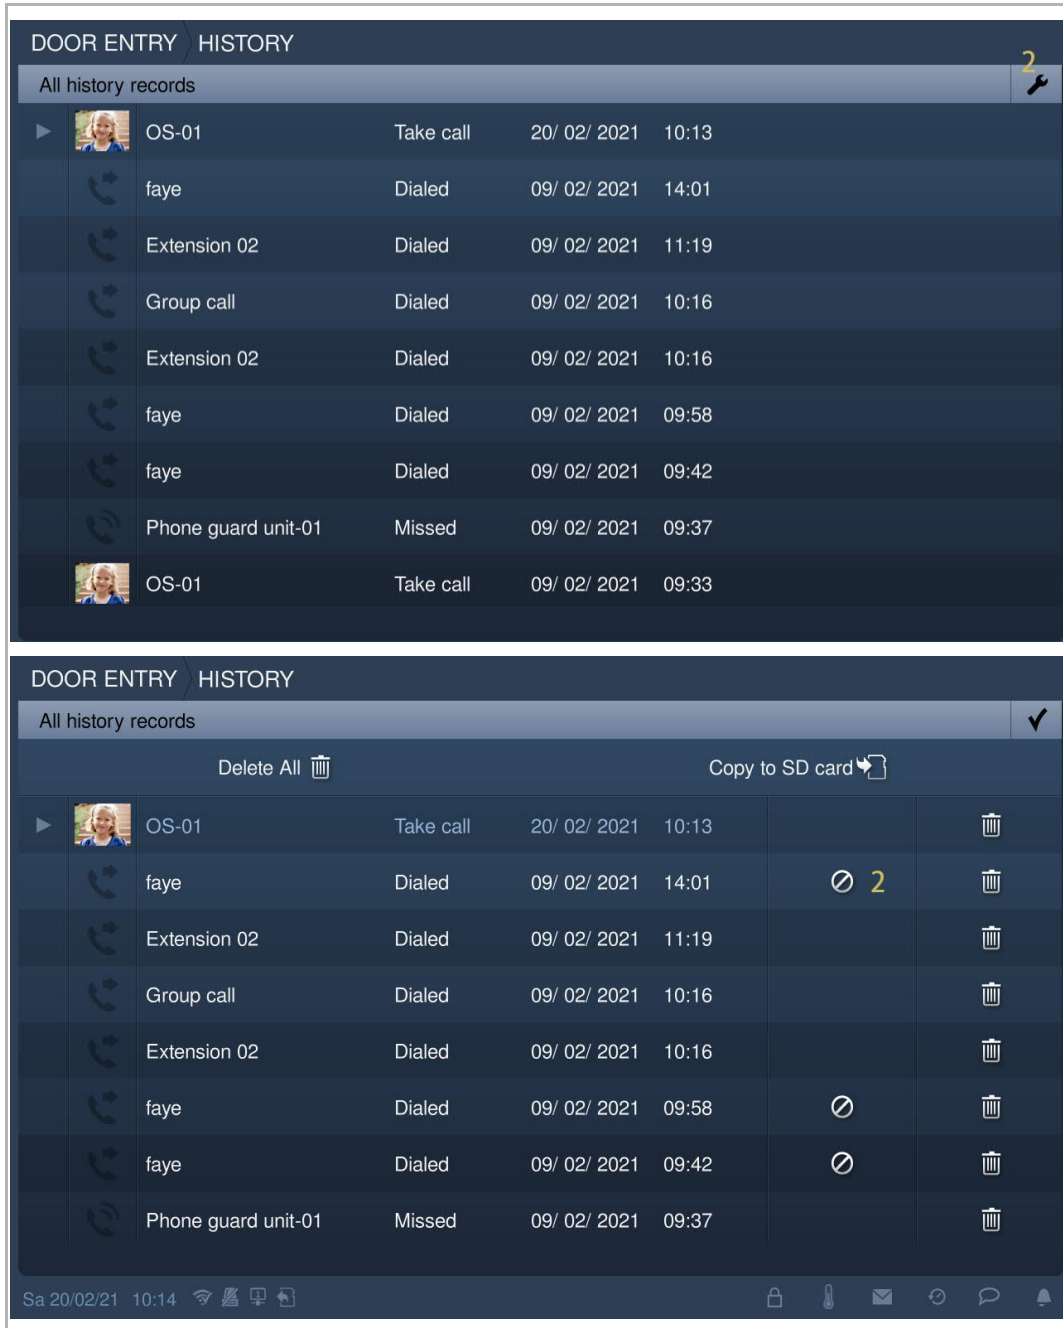 DOOR ENTRY HISTORY
2
All history records
OS-01 Take call 20/ 02/ 2021 10:13
faye Dialed 09/ 02/ 2021 14:01
Extension 02 Dialed 09/ 02/ 2021 11:19
Group call Dialed 09/ 02/ 2021 10:16
Extension 02 Dialed 09/ 02/ 2021 10:16
faye Dialed 09/ 02/ 2021 09:58
faye Dialed 09/ 02/ 2021 09:42
Phone guard unit-01 Missed 09/ 02/ 2021 09:37
OS-01 Take call 09/ 02/ 2021 09:33
DOOR ENTRY HISTORY
All history records
Delete All Copy to SD card
OS-01 Take call 20/ 02/ 2021 10:13
faye Dialed 09/ 02/ 2021 14:01 2
Extension 02 Dialed 09/ 02/ 2021 11:19
Group call Dialed 09/ 02/ 2021 10:16
Extension 02 Dialed 09/ 02/ 2021 10:16
faye Dialed 09/ 02/ 2021 09:58
faye Dialed 09/ 02/ 2021 09:42
Phone guard unit-01 Missed 09/ 02/ 2021 09:37
Sa 20/02/21 10:14